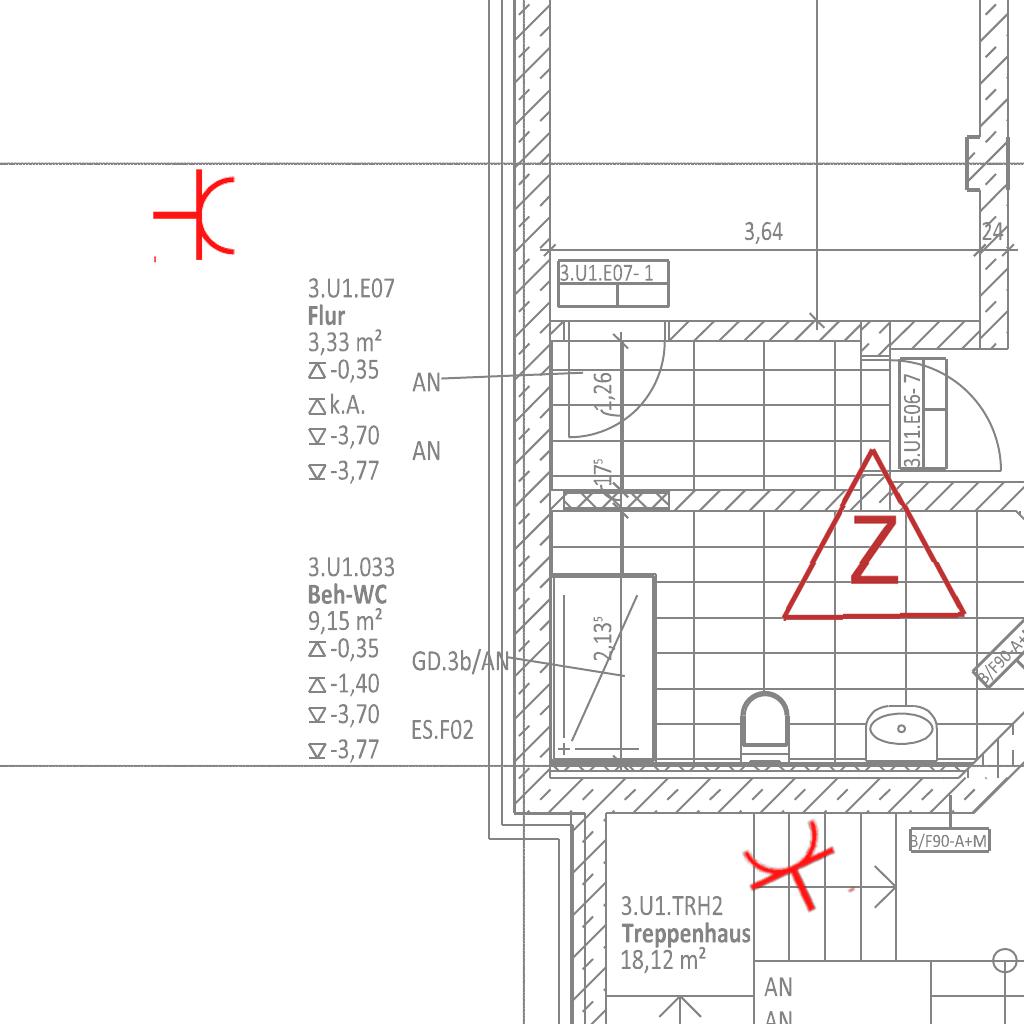 3,64
24
3.U1.E07- 1
3.U1.E07
Flur
3,33 m²
-0,35
k.A.
-3,70
-3,77
AN
AN
1,26
17⁵
3.U1.E06- 7
Z
3.U1.033
Beh-WC
9,15 m²
-0,35
-1,40
-3,70
-3,77
GD.3b/AN
ES.F02
2,13⁵
B/F90-A+
B/F90-A+M
3.U1.TRH2
Treppenhaus
18,12 m²
AN
AN